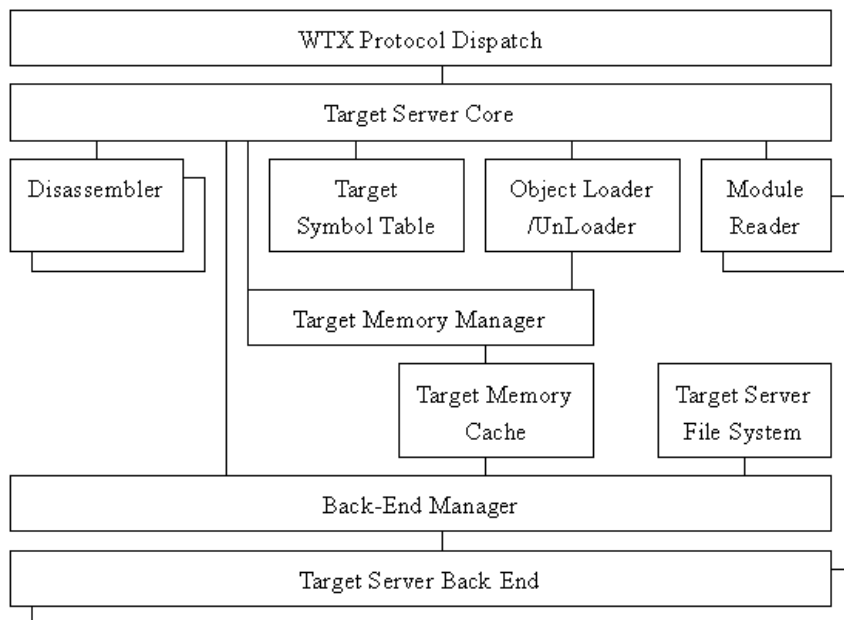 WTX Protocol Dispatch
Target Server Core
Disassembler
Target
Symbol Table
Object Loader
/UnLoader
Module
Reader
Target Memory Manager
Target Memory
Cache
Target Server
File System
Back-End Manager
Target Server Back End